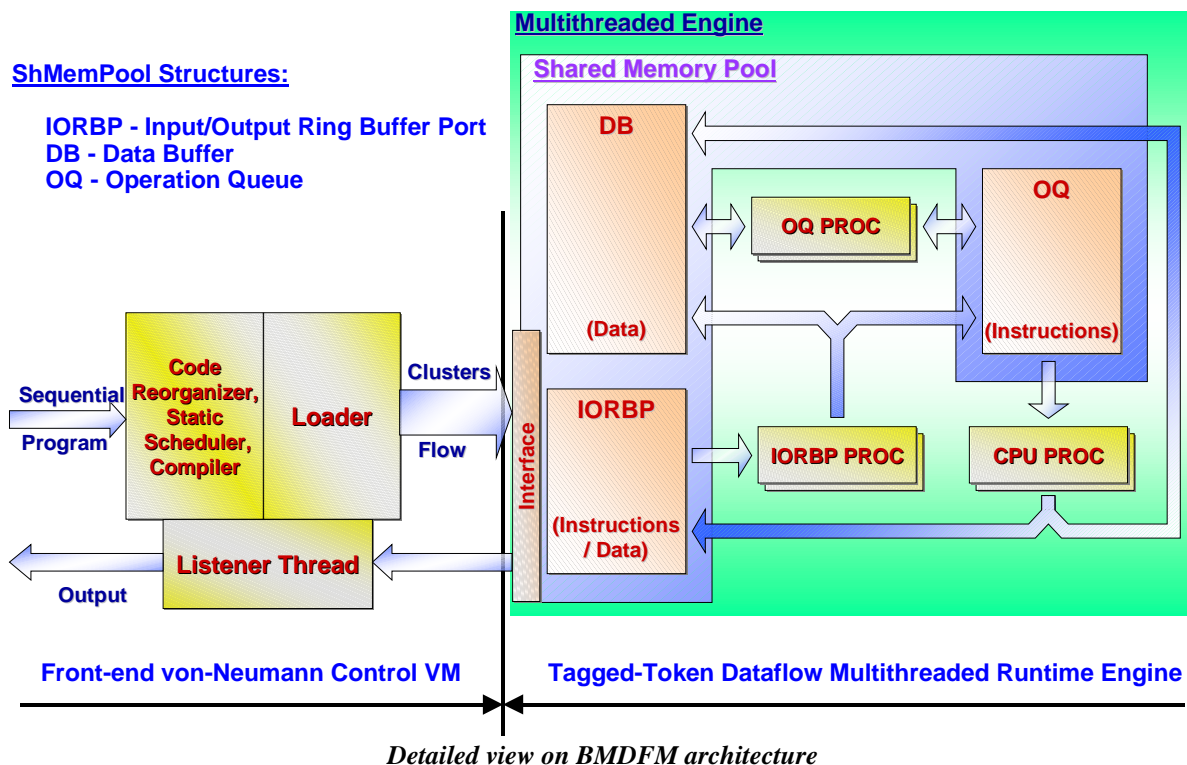 Multithreaded Engine
ShMemPool Structures:
Shared Memory Pool
IORBP - Input/Output Ring Buffer Port
DB - Data Buffer
OQ - Operation Queue
DB
(Data)
OQ PROC
OQ
(Instructions)
Sequential
Program
Code
Reorganizer,
Static
Scheduler,
Compiler
Loader
Clusters
Flow
Interface
IORBP
(Instructions
/ Data)
IORBP PROC
CPU PROC
Listener Thread
Output
Front-end von-Neumann Control VM
Tagged-Token Dataflow Multithreaded Runtime Engine
Detailed view on BMDFM architecture